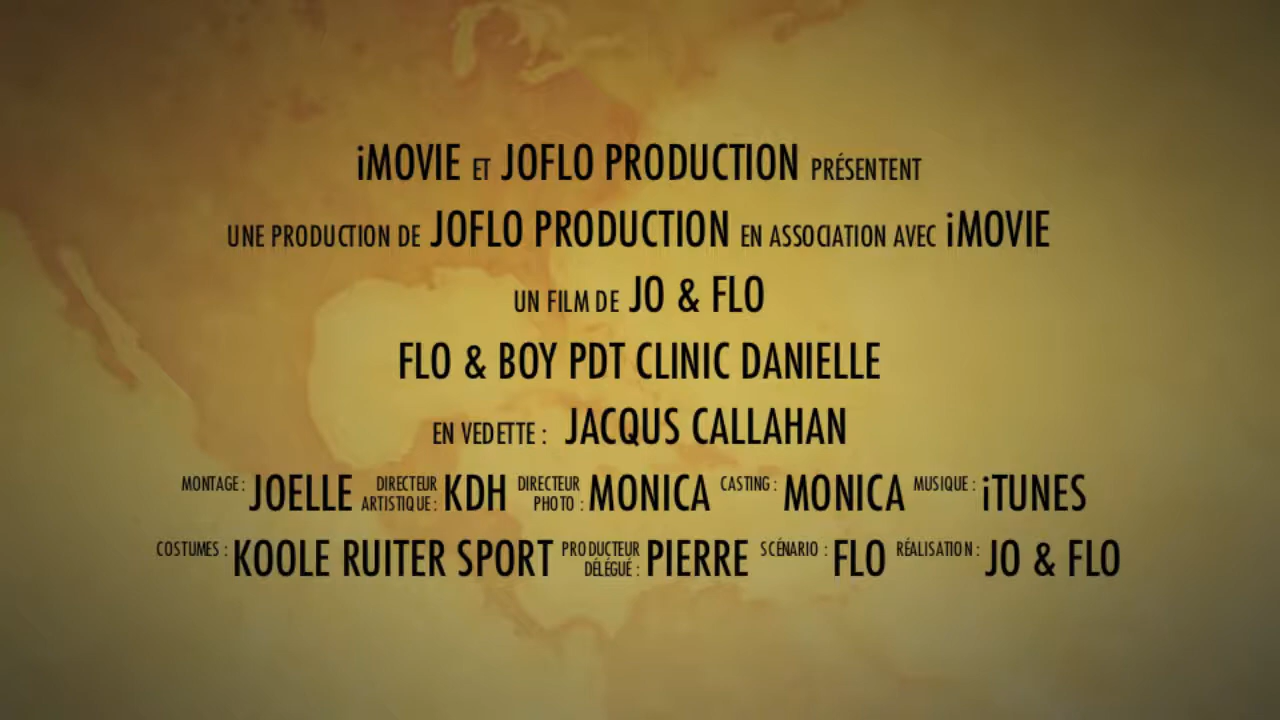 iMOVIE ET JOFLO PRODUCTION PRÉSENTENT
UNE PRODUCTION DE JOFLO PRODUCTION EN ASSOCIATION AVEC iMOVIE
UN FILM DE JO & FLO
FLO & BOY PDT CLINIC DANIELLE
EN VEDETTE : JACQUS CALLAHAN
MONTAGE : JOELLE DIRECTEUR ARTISTIQUE : KDH DIRECTEUR PHOTO : MONICA CASTING : MONICA MUSIQUE : iTUNES
COSTUMES : KOOLE RUITER SPORT PRODUCTEUR DÉLÉGUÉ : PIERRE SCÉNARIO : FLO RÉALISATION : JO & FLO